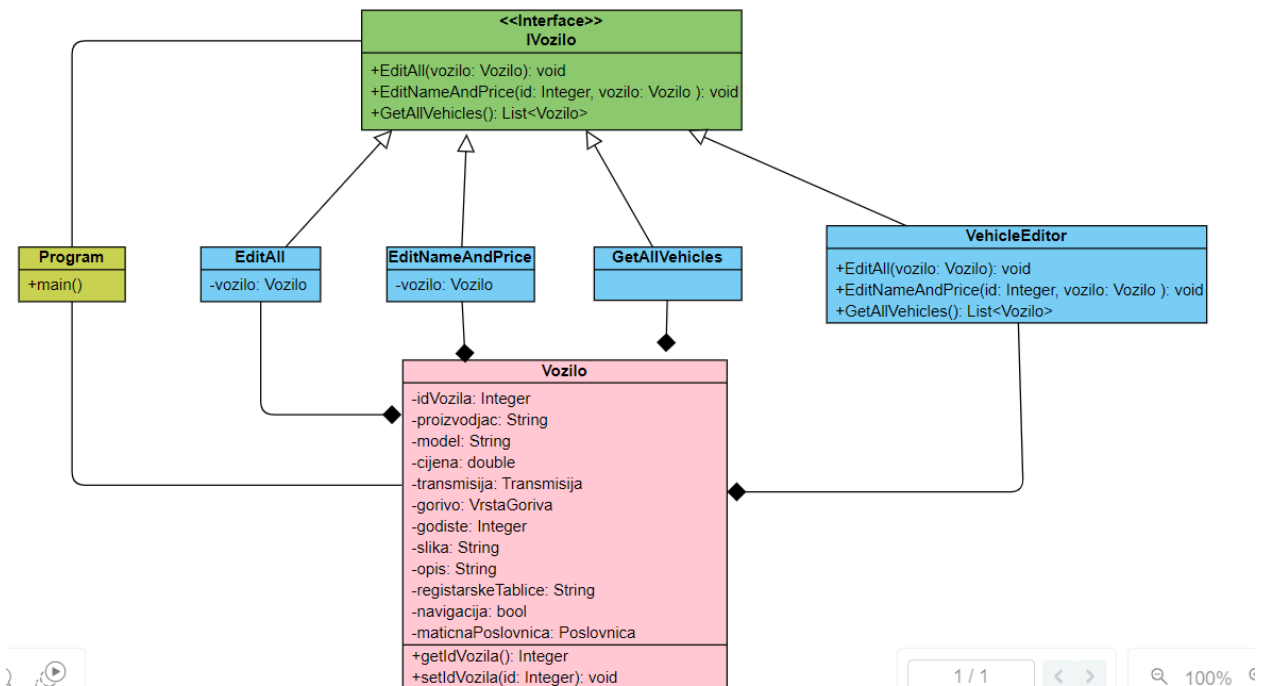 <<Interface>>
IVozilo
+EditAll(vozilo: Vozilo): void
+EditNameAndPrice(id: Integer, vozilo: Vozilo ): void
+GetAllVehicles(): List<Vozilo>
Program
+main()
EditAll
-vozilo: Vozilo
EditNameAndPrice
-vozilo: Vozilo
GetAllVehicles
VehicleEditor
+EditAll(vozilo: Vozilo): void
+EditNameAndPrice(id: Integer, vozilo: Vozilo ): void
+GetAllVehicles(): List<Vozilo>
Vozilo
-idVozila: Integer
-proizvodjac: String
-model: String
-cijena: double
-transmisija: Transmisija
-gorivo: VrstaGoriva
-godiste: Integer
-slika: String
-opis: String
-registarskeTablice: String
-navigacija: bool
-maticnaPoslovnica: Poslovnica
+getIdVozila(): Integer
+setIdVozila(id: Integer): void
1 / 1
100%